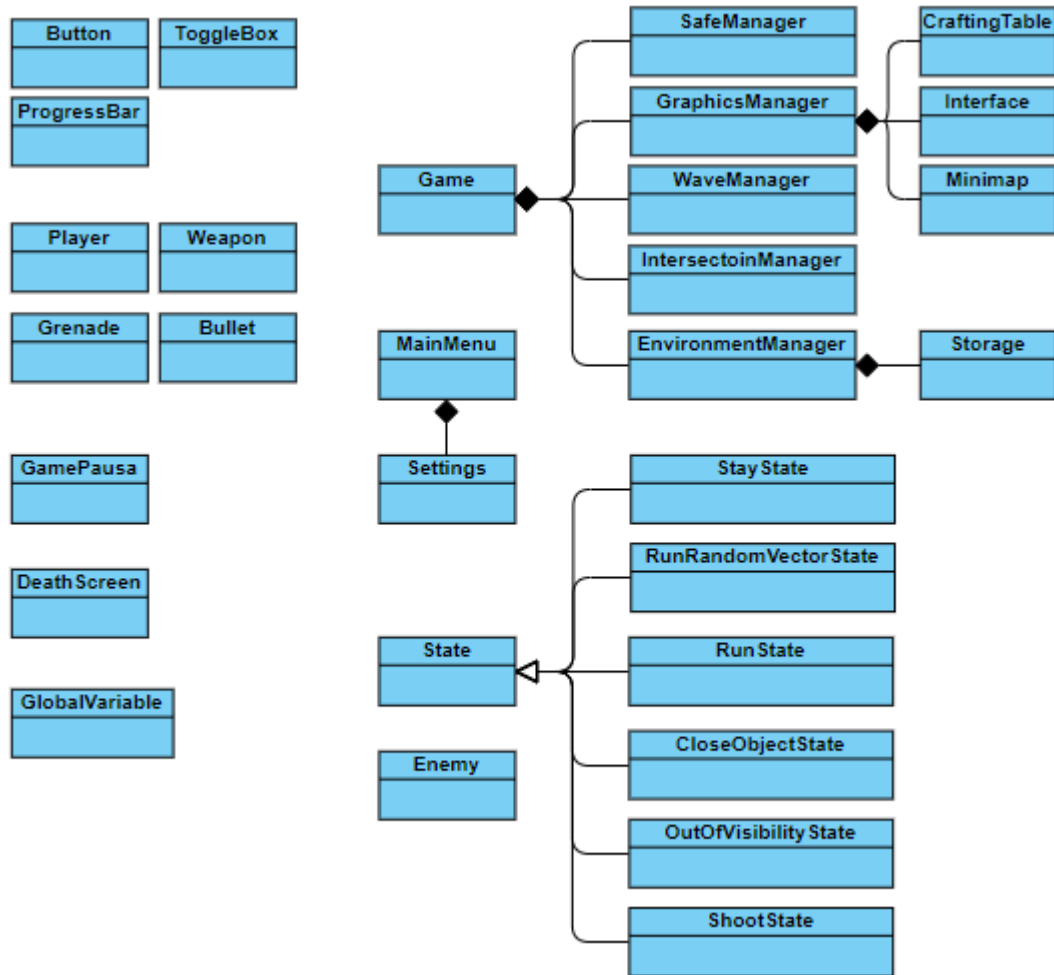 Button
ToggleBox
ProgressBar
Player
Weapon
Grenade
Bullet
GamePausa
DeathScreen
GlobalVariable
Game
MainMenu
Settings
State
Enemy
SafeManager
GraphicsManager
WaveManager
IntersectoinManager
EnvironmentManager
CraftingTable
Interface
Minimap
Storage
StayState
RunRandomVectorState
RunState
CloseObjectState
OutOfVisibilityState
ShootState